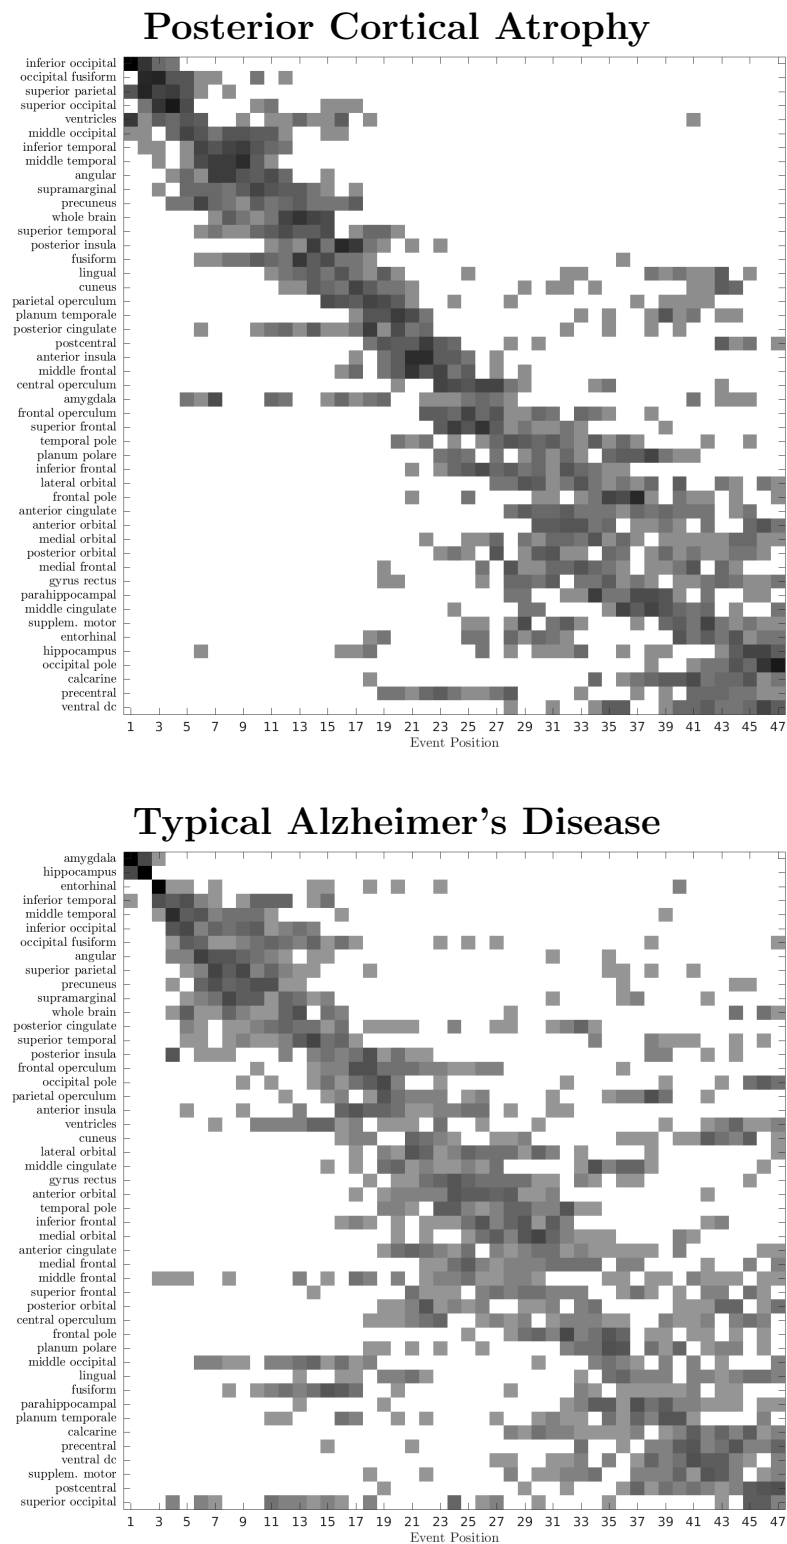 Posterior Cortical Atrophy
inferior occipital
occipital fusiform
superior parietal
superior occipital
ventricles
middle occipital
inferior temporal
middle temporal
angular
supramarginal
precuneus
whole brain
superior temporal
posterior insula
fusiform
lingual
cuneus
parietal operculum
planum temporale
posterior cingulate
postcentral
anterior insula
middle frontal
central operculum
amygdala
frontal operculum
superior frontal
temporal pole
planum polare
inferior frontal
lateral orbital
frontal pole
anterior cingulate
anterior orbital
medial orbital
posterior orbital
medial frontal
gyrus rectus
parahippocampal
middle cingulate
supplem. motor
entorhinal
hippocampus
occipital pole
calcarine
precentral
ventral dc
1 3 5 7 9 11 13 15 17 19 21 23 25 27 29 31 33 35 37 39 41 43 45 47
Event Position
Typical Alzheimer's Disease
amygdala
hippocampus
entorhinal
inferior temporal
middle temporal
inferior occipital
occipital fusiform
angular
superior parietal
precuneus
supramarginal
whole brain
posterior cingulate
superior temporal
posterior insula
frontal operculum
occipital pole
parietal operculum
anterior insula
ventricles
cuneus
lateral orbital
middle cingulate
gyrus rectus
anterior orbital
temporal pole
inferior frontal
medial orbital
anterior cingulate
medial frontal
middle frontal
superior frontal
posterior orbital
central operculum
frontal pole
planum polare
middle occipital
lingual
fusiform
parahippocampal
planum temporale
calcarine
precentral
ventral dc
supplem. motor
postcentral
superior occipital
1 3 5 7 9 11 13 15 17 19 21 23 25 27 29 31 33 35 37 39 41 43 45 47
Event Position